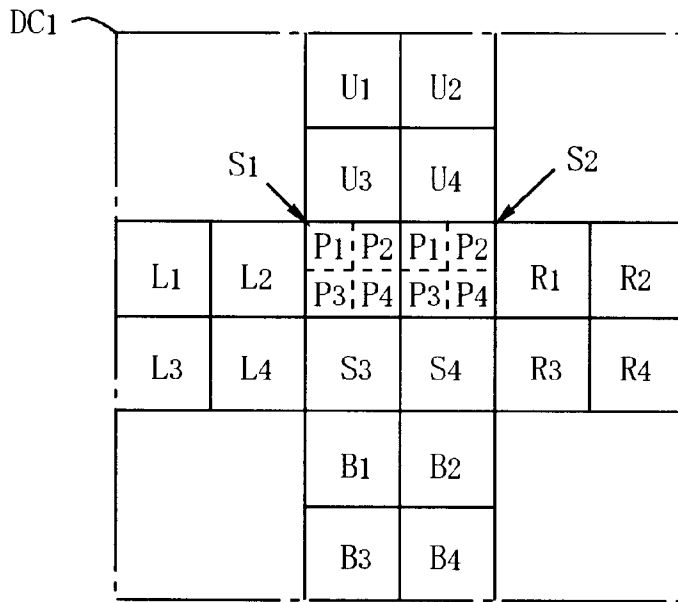 DC1
U1 U2
S1 U3 U4 S2
P1 P2 P1 P2
L1 L2 R1 R2
P3 P4 P3 P4
L3 L4 S3 S4 R3 R4
B1 B2
B3 B4